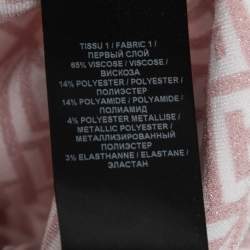 TISSU 1 / FABRIC 1 /
ПЕРВЫЙ СЛОЙ
65% VISCOSE / VISCOSE /
ВИСКОЗА
14% POLYESTER / POLYESTER /
ПОЛИЭСТЕР
14% POLYAMIDE / POLYAMIDE /
ПОЛИАМИД
4% POLYESTER METALLISE /
METALLIC POLYESTER /
МЕТАЛЛИЗИРОВАННЫЙ
ПОЛИЭСТЕР
3% ELASTHANNE / ELASTANE /
ЭЛАСТАН